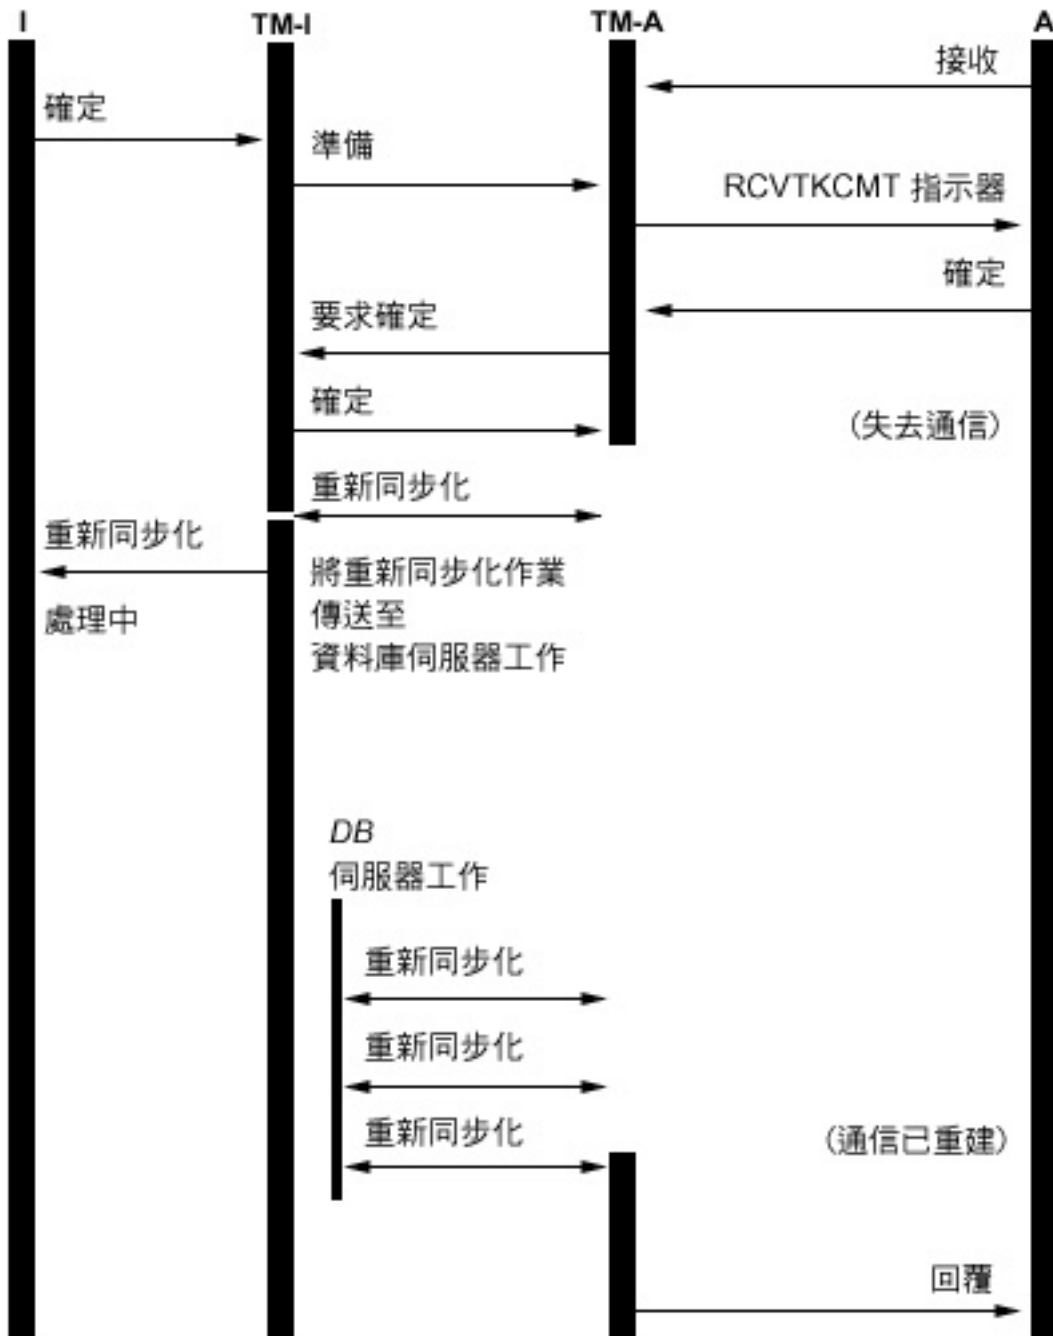 I
TM-I
TM-A
A
接收
確定
準備
RCVTKCMT 指示器
確定
要求確定
確定
(失去通信)
重新同步化
重新同步化
處理中
將重新同步化作業
傳送至
資料庫伺服器工作
DB
伺服器工作
重新同步化
重新同步化
重新同步化
(通信已重建)
回覆